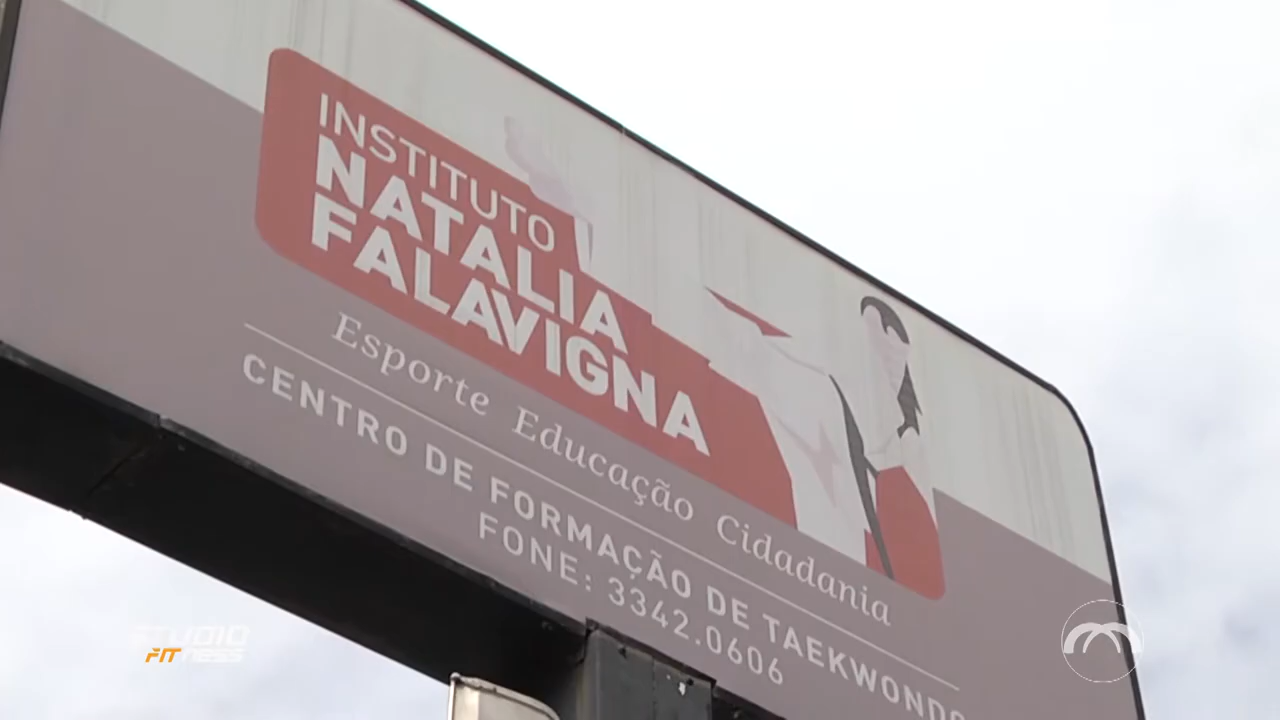 INSTITUTO
NATALIA
FALAVIGNA
Esporte Educação Cidadania
CENTRO DE FORMAÇÃO DE TAEKWONDO
FONE: 3342.0606
STUDIO
FITNESS